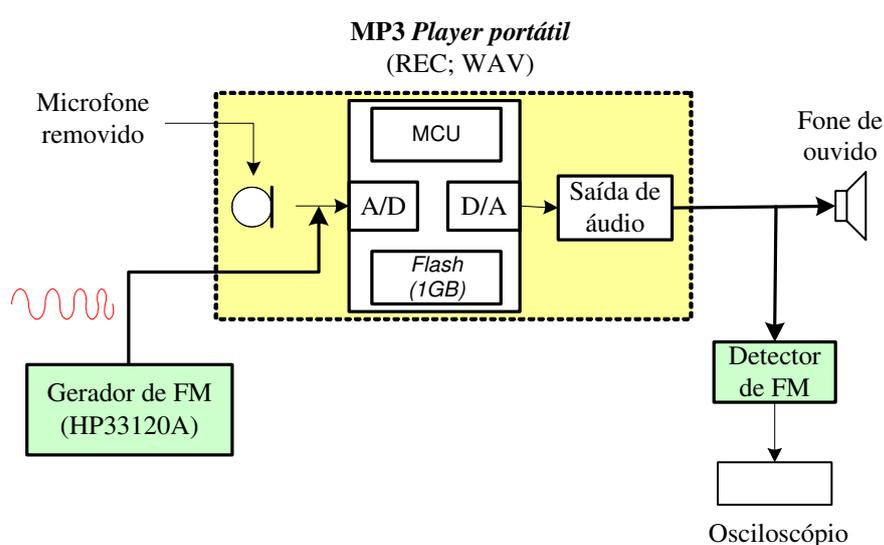 MP3 Player portátil
(REC; WAV)
Microfone
removido
MCU
Fone de
ouvido
A/D
D/A
Saída de
áudio
Flash
(1GB)
Gerador de FM
(HP33120A)
Detector
de FM
Osciloscópio